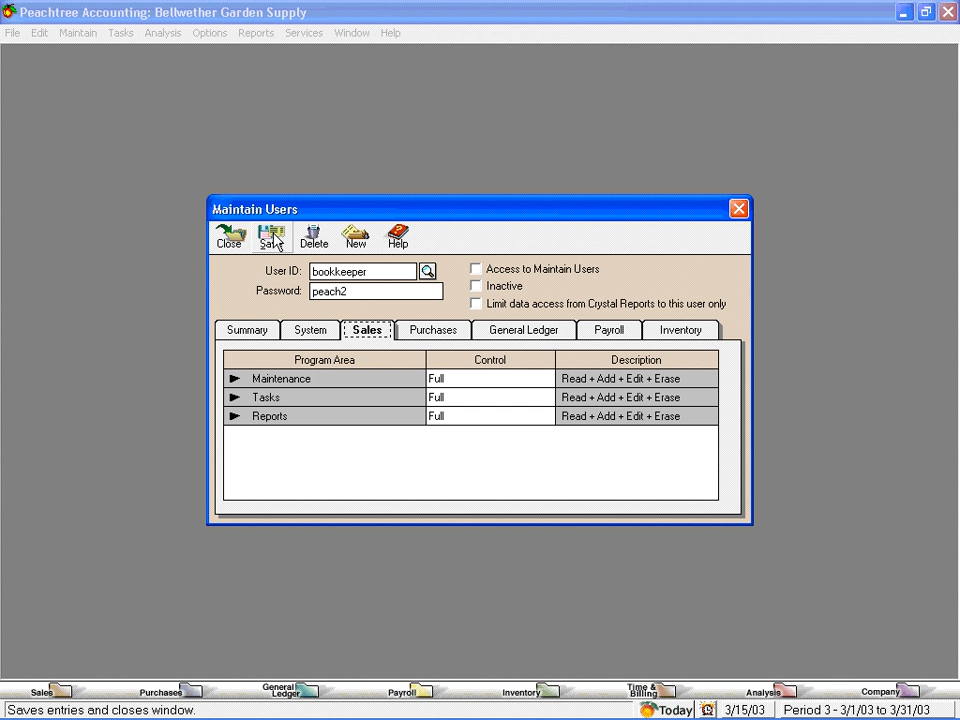 Peachtree Accounting: Bellwether Garden Supply
File Edit Maintain Tasks Analysis Options Reports Services Window Help
Maintain Users
Close Save Delete New Help
User ID: bookkeeper
Password: peach2
Access to Maintain Users
Inactive
Limit data access from Crystal Reports to this user only
Summary System Sales Purchases General Ledger Payroll Inventory
Program Area Control Description
Maintenance Full Read + Add + Edit + Erase
Tasks Full Read + Add + Edit + Erase
Reports Full Read + Add + Edit + Erase
Sales Purchases General Ledger Payroll Inventory Time & Billing Analysis Company
Saves entries and closes window. Today 3/15/03 Period 3 - 3/1/03 to 3/31/03